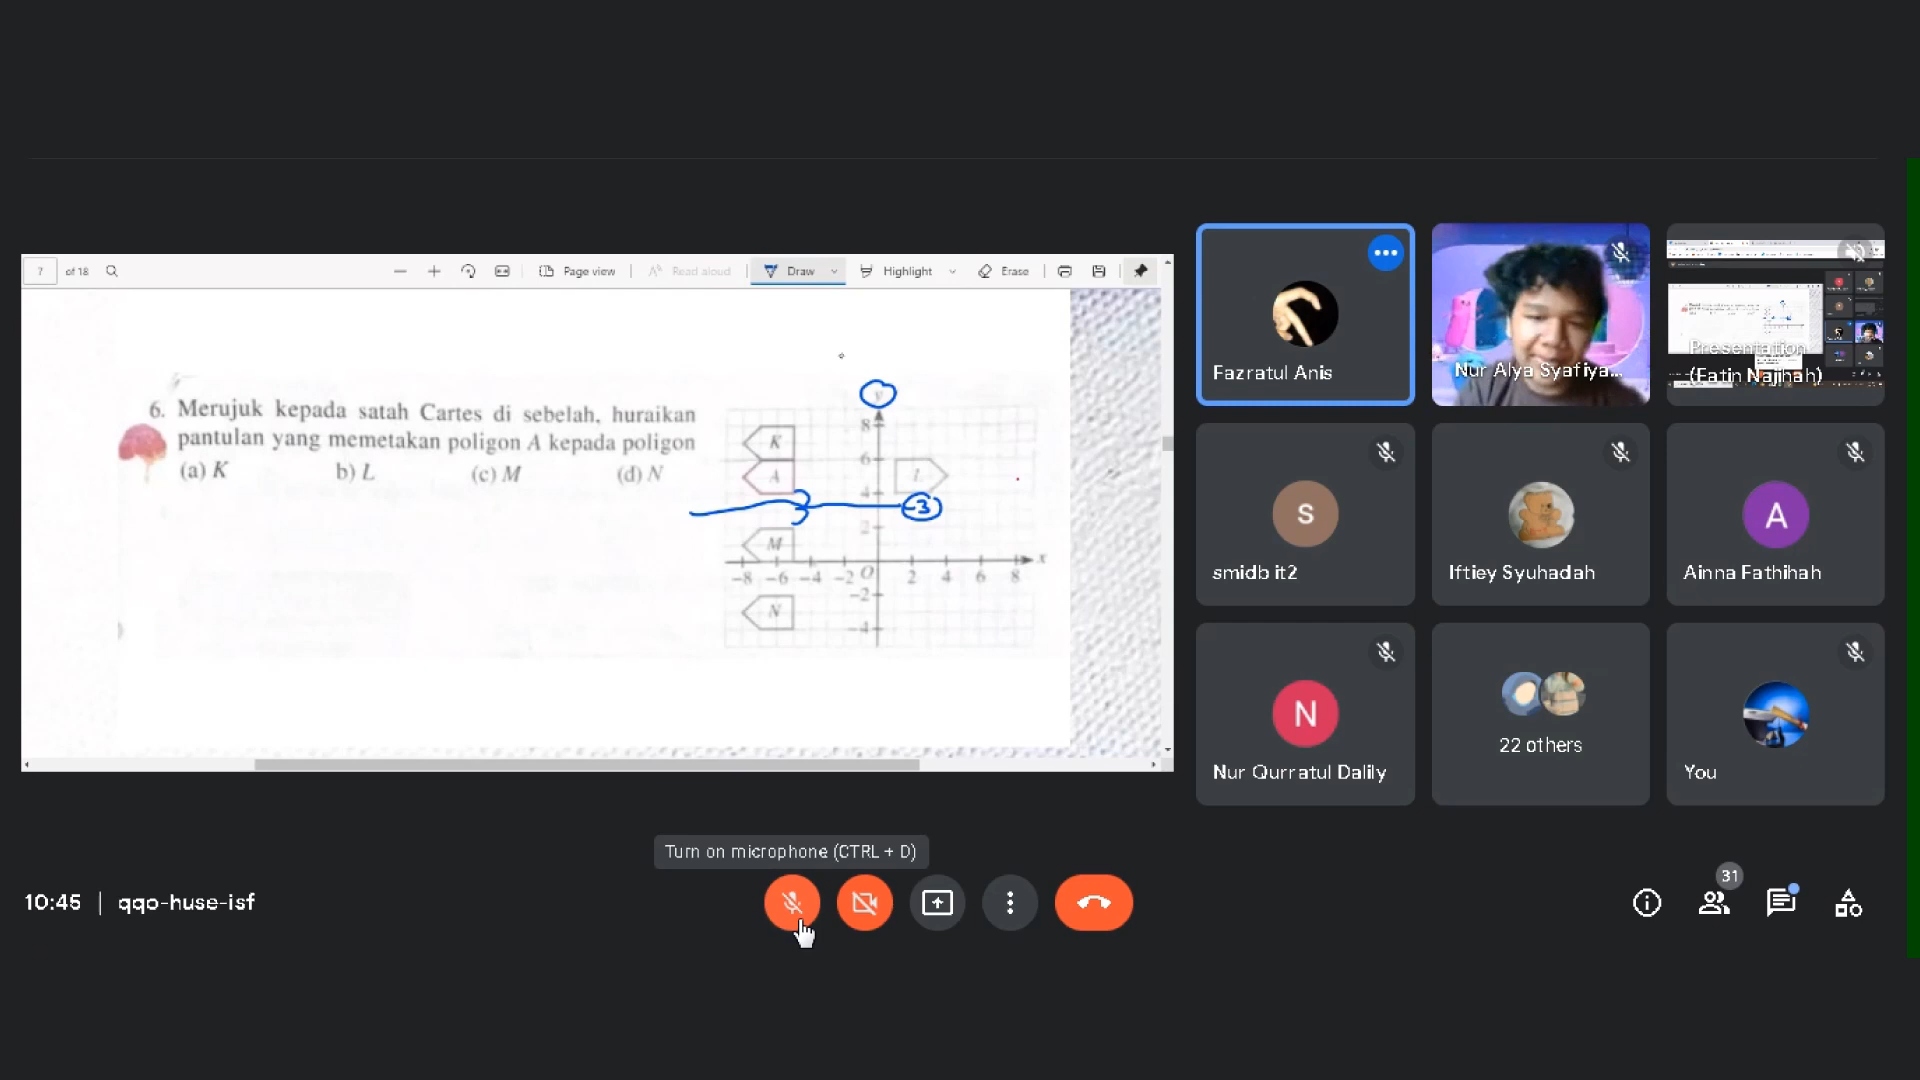 7 of 18
Page view
Read aloud
Draw
Highlight
Erase
6. Merujuk kepada satah Cartes di sebelah, huraikan
pantulan yang memetakan poligon A kepada poligon
(a) K b) L (c) M (d) N
y
8
K
6
A
L
4
3
2
M
x
-8 -6 -4 -2 O 2 4 6 8
-2
N
-4
Fazratul Anis
Nur Alya Syafiya...
Presentation
(Fatin Najihah)
S
smidb it2
Iftiey Syuhadah
A
Ainna Fathihah
N
Nur Qurratul Dalily
22 others
You
Turn on microphone (CTRL + D)
10:45 | qqo-huse-isf
31